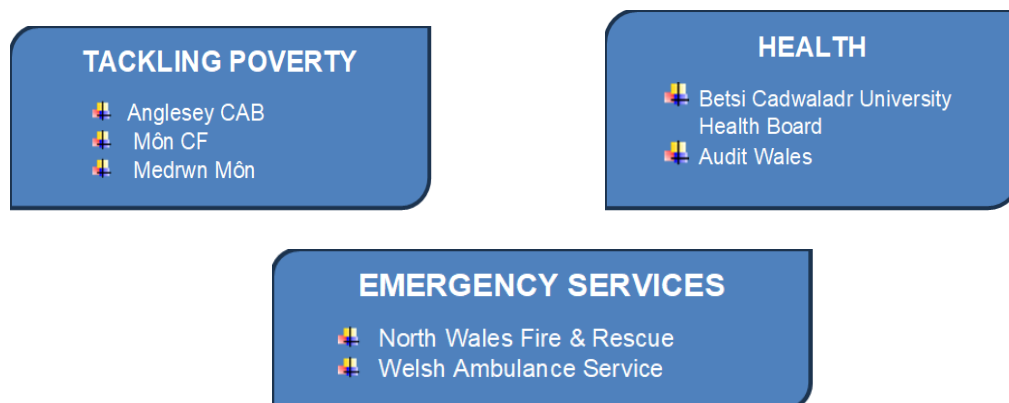 TACKLING POVERTY
Anglesey CAB
Môn CF
Medrwn Môn
HEALTH
Betsi Cadwaladr University
Health Board
Audit Wales
EMERGENCY SERVICES
North Wales Fire & Rescue
Welsh Ambulance Service